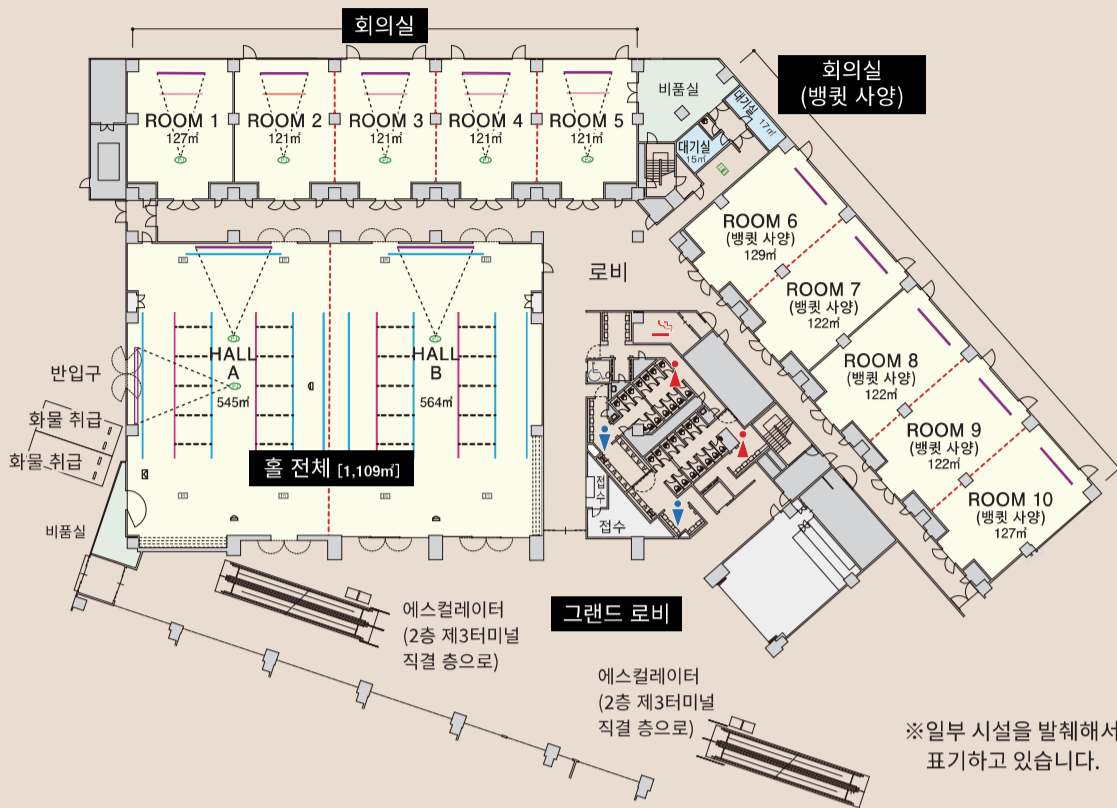 회의실
회의실
(뱅큇 사양)
ROOM 1
127㎡
ROOM 2
121㎡
ROOM 3
121㎡
ROOM 4
121㎡
ROOM 5
121㎡
비품실
대기실
17㎡
대기실
15㎡
ROOM 6
(뱅큇 사양)
129㎡
ROOM 7
(뱅큇 사양)
122㎡
ROOM 8
(뱅큇 사양)
122㎡
ROOM 9
(뱅큇 사양)
122㎡
ROOM 10
(뱅큇 사양)
127㎡
로비
HALL
A
545㎡
HALL
B
564㎡
홀 전체 [1,109㎡]
반입구
화물 취급
화물 취급
비품실
접수
접수
그랜드 로비
에스컬레이터
(2층 제3터미널
직결 층으로)
에스컬레이터
(2층 제3터미널
직결 층으로)
※일부 시설을 발췌해서
표기하고 있습니다.